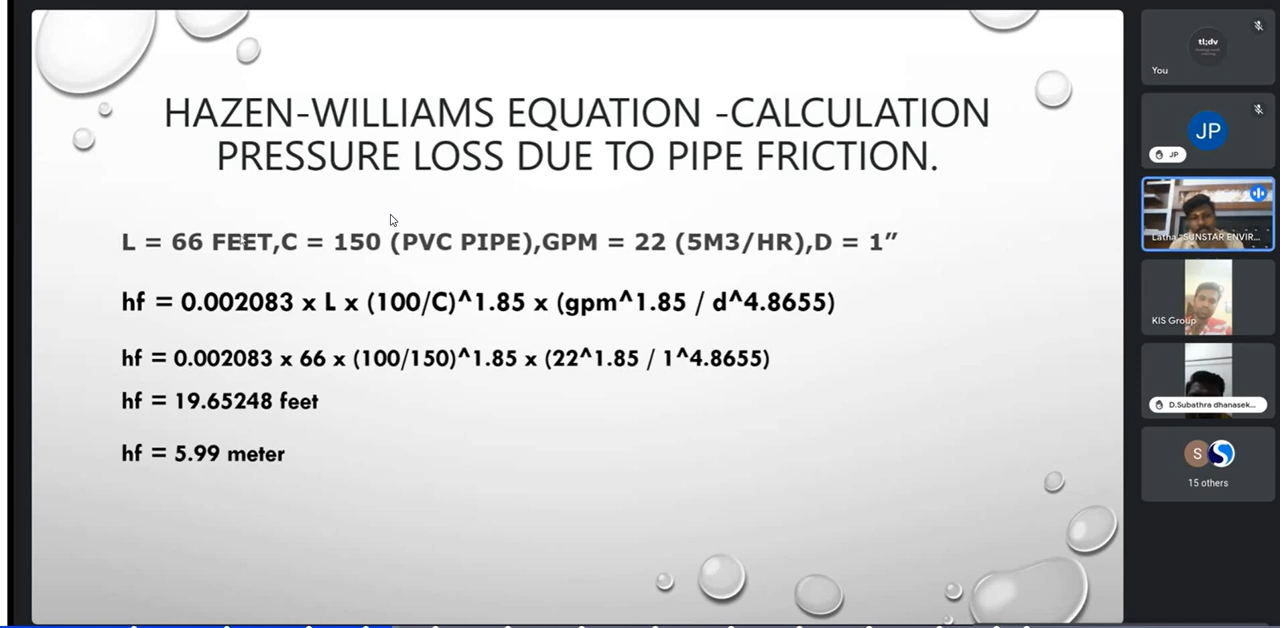 HAZEN-WILLIAMS EQUATION -CALCULATION
PRESSURE LOSS DUE TO PIPE FRICTION.
L = 66 FEET,C = 150 (PVC PIPE),GPM = 22 (5M3/HR),D = 1”
hf = 0.002083 x L x (100/C)^1.85 x (gpm^1.85 / d^4.8655)
hf = 0.002083 x 66 x (100/150)^1.85 x (22^1.85 / 1^4.8655)
hf = 19.65248 feet
hf = 5.99 meter
tl;dv
You
JP
JP
KIS Group
D.Subathra dhanasek...
S
15 others